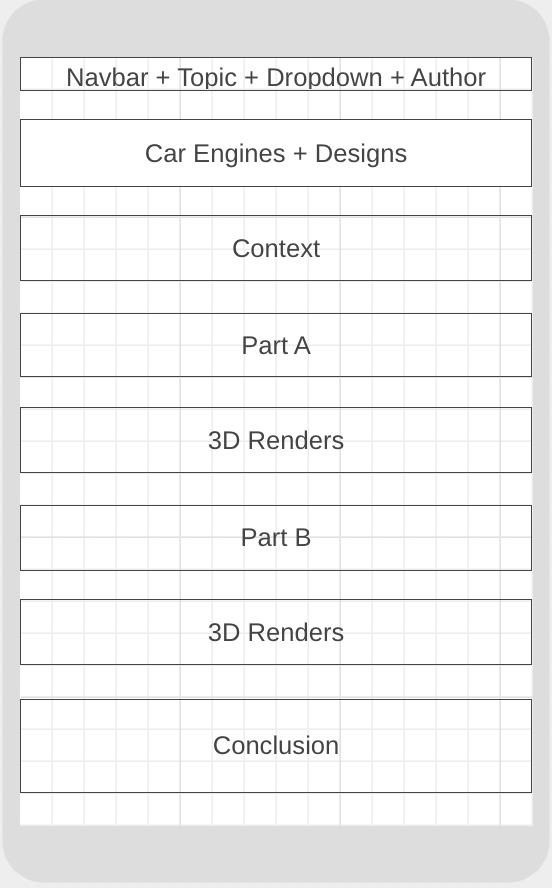 Navbar + Topic + Dropdown + Author
Car Engines + Designs
Context
Part A
3D Renders
Part B
3D Renders
Conclusion